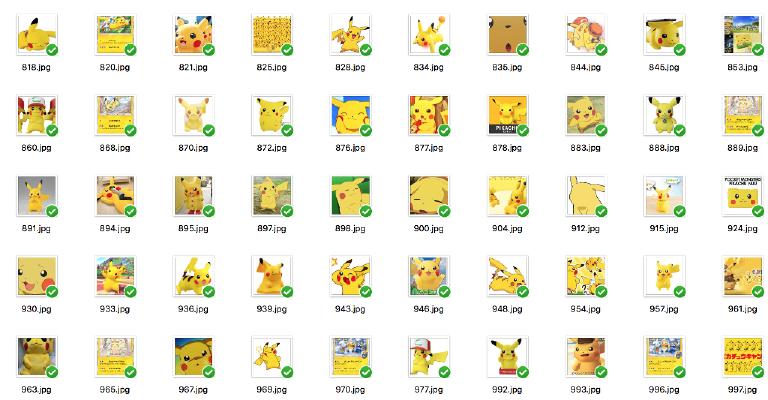 818.jpg 820.jpg 821.jpg 825.jpg 828.jpg 834.jpg 835.jpg 844.jpg 845.jpg 853.jpg
860.jpg 868.jpg 870.jpg 872.jpg 876.jpg 877.jpg 878.jpg 883.jpg 888.jpg 889.jpg
891.jpg 894.jpg 895.jpg 897.jpg 898.jpg 900.jpg 904.jpg 912.jpg 915.jpg 924.jpg
930.jpg 933.jpg 936.jpg 939.jpg 943.jpg 946.jpg 948.jpg 954.jpg 957.jpg 961.jpg
963.jpg 965.jpg 967.jpg 969.jpg 970.jpg 977.jpg 992.jpg 993.jpg 996.jpg 997.jpg